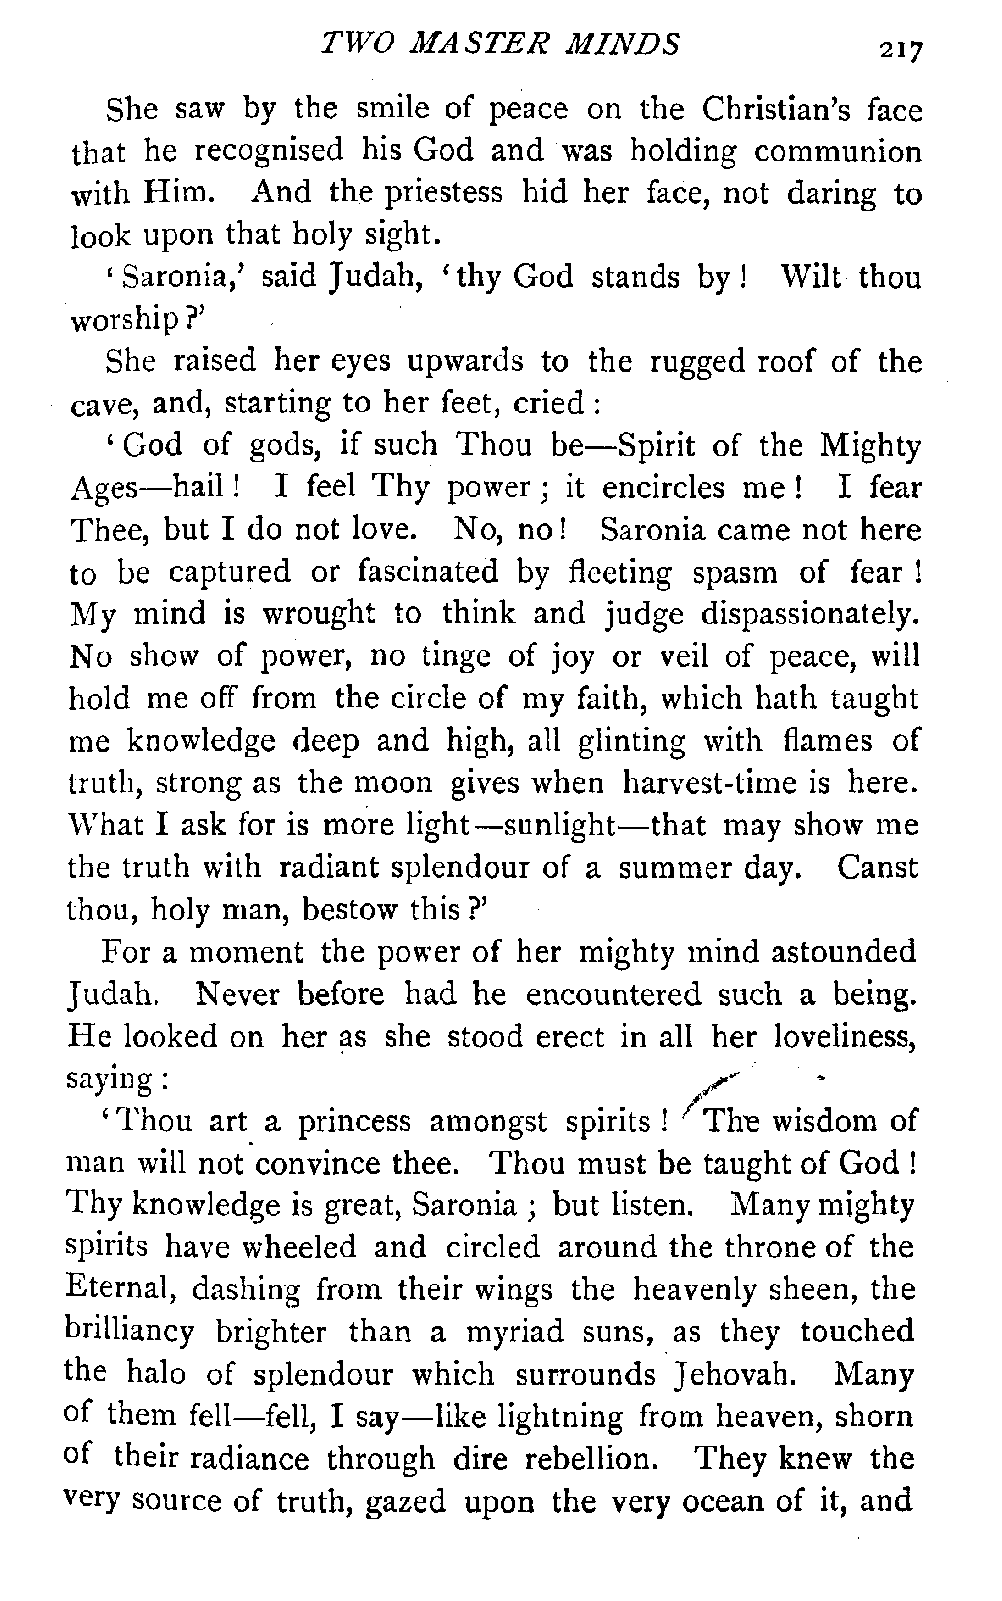 TWO MASTER MINDS 217
She saw by the smile of peace on the Christian's face
that he recognised his God and was holding communion
with Him. And the priestess hid her face, not daring to
look upon that holy sight.
' Saronia,' said Judah, 'thy God stands by ! Wilt thou
worship ?'
She raised her eyes upwards to the rugged roof of the
cave, and, starting to her feet, cried :
' God of gods, if such Thou be—Spirit of the Mighty
Ages—hail ! I feel Thy power ; it encircles me ! I fear
Thee, but I do not love. No, no ! Saronia came not here
to be captured or fascinated by fleeting spasm of fear !
My mind is wrought to think and judge dispassionately.
No show of power, no tinge of joy or veil of peace, will
hold me off from the circle of my faith, which hath taught
me knowledge deep and high, all glinting with flames of
truth, strong as the moon gives when harvest-time is here.
What I ask for is more light—sunlight—that may show me
the truth with radiant splendour of a summer day. Canst
thou, holy man, bestow this ?'
For a moment the power of her mighty mind astounded
Judah. Never before had he encountered such a being.
He looked on her as she stood erect in all her loveliness,
saying :
'Thou art a princess amongst spirits ! The wisdom of
man will not convince thee. Thou must be taught of God !
Thy knowledge is great, Saronia ; but listen. Many mighty
spirits have wheeled and circled around the throne of the
Eternal, dashing from their wings the heavenly sheen, the
brilliancy brighter than a myriad suns, as they touched
the halo of splendour which surrounds Jehovah. Many
of them fell—fell, I say—like lightning from heaven, shorn
of their radiance through dire rebellion. They knew the
very source of truth, gazed upon the very ocean of it, and